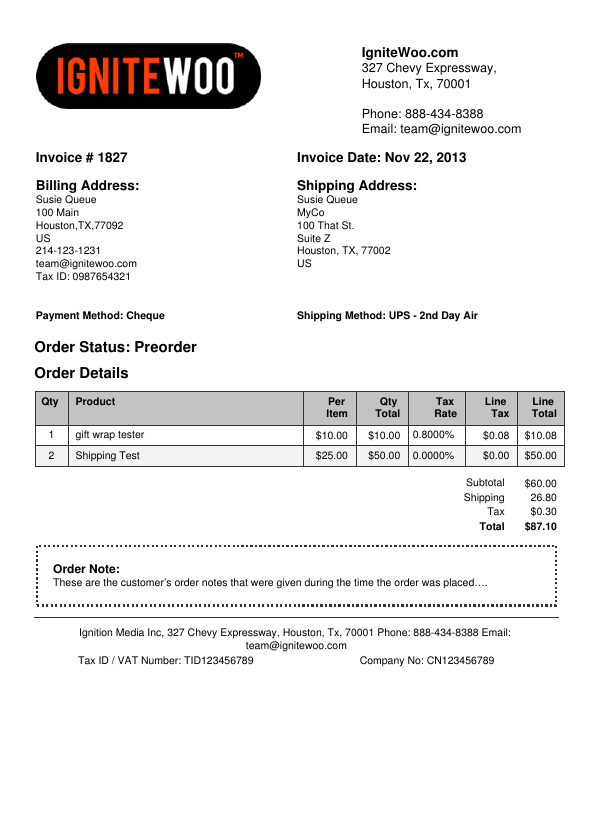 IGNITEWOO™
IgniteWoo.com
327 Chevy Expressway,
Houston, Tx, 70001
Phone: 888-434-8388
Email: team@ignitewoo.com
Invoice # 1827
Invoice Date: Nov 22, 2013
Billing Address:
Susie Queue
100 Main
Houston,TX,77092
US
214-123-1231
team@ignitewoo.com
Tax ID: 0987654321
Shipping Address:
Susie Queue
MyCo
100 That St.
Suite Z
Houston, TX, 77002
US
Payment Method: Cheque
Shipping Method: UPS - 2nd Day Air
Order Status: Preorder
Order Details
Qty Product Per Item Qty Total Tax Rate Line Tax Line Total
1 gift wrap tester $10.00 $10.00 0.8000% $0.08 $10.08
2 Shipping Test $25.00 $50.00 0.0000% $0.00 $50.00
Subtotal $60.00
Shipping 26.80
Tax $0.30
Total $87.10
Order Note:
These are the customer's order notes that were given during the time the order was placed….
Ignition Media Inc, 327 Chevy Expressway, Houston, Tx, 70001 Phone: 888-434-8388 Email:
team@ignitewoo.com
Tax ID / VAT Number: TID123456789 Company No: CN123456789